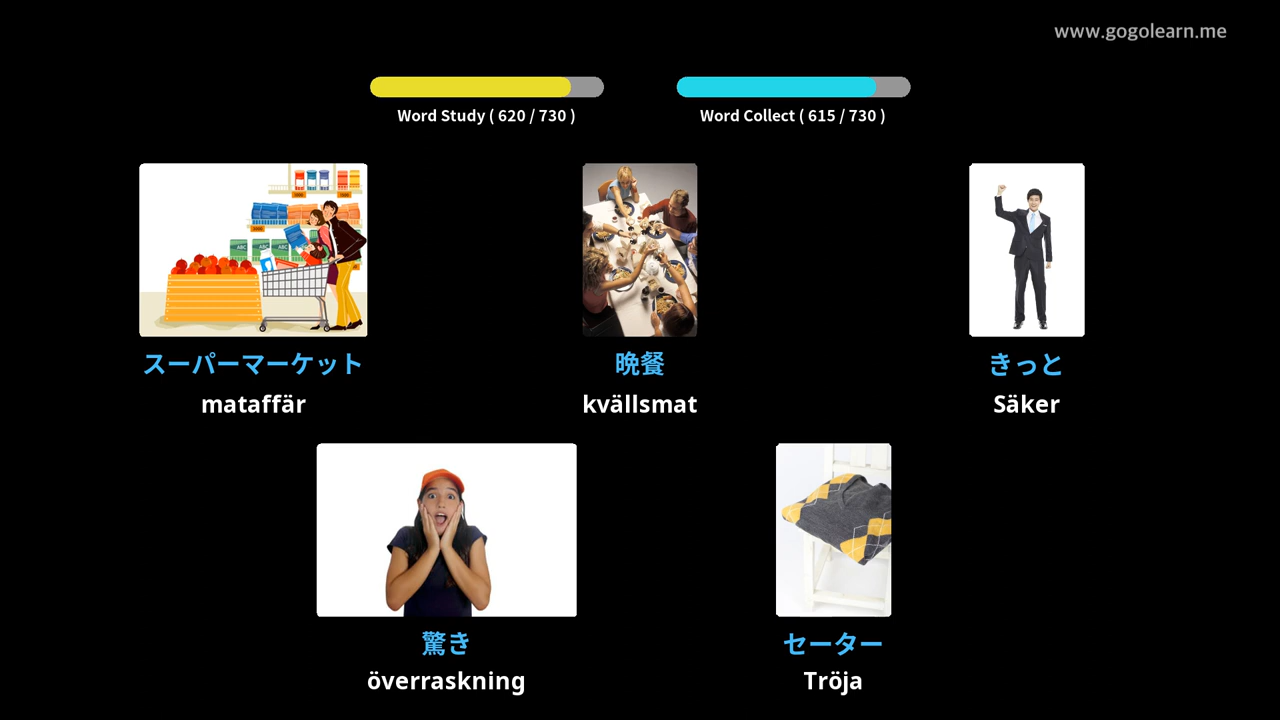 www.gogolearn.me
Word Study ( 620 / 730 )
Word Collect ( 615 / 730 )
スーパーマーケット
mataffär
晩餐
kvällsmat
きっと
Säker
驚き
överraskning
セーター
Tröja